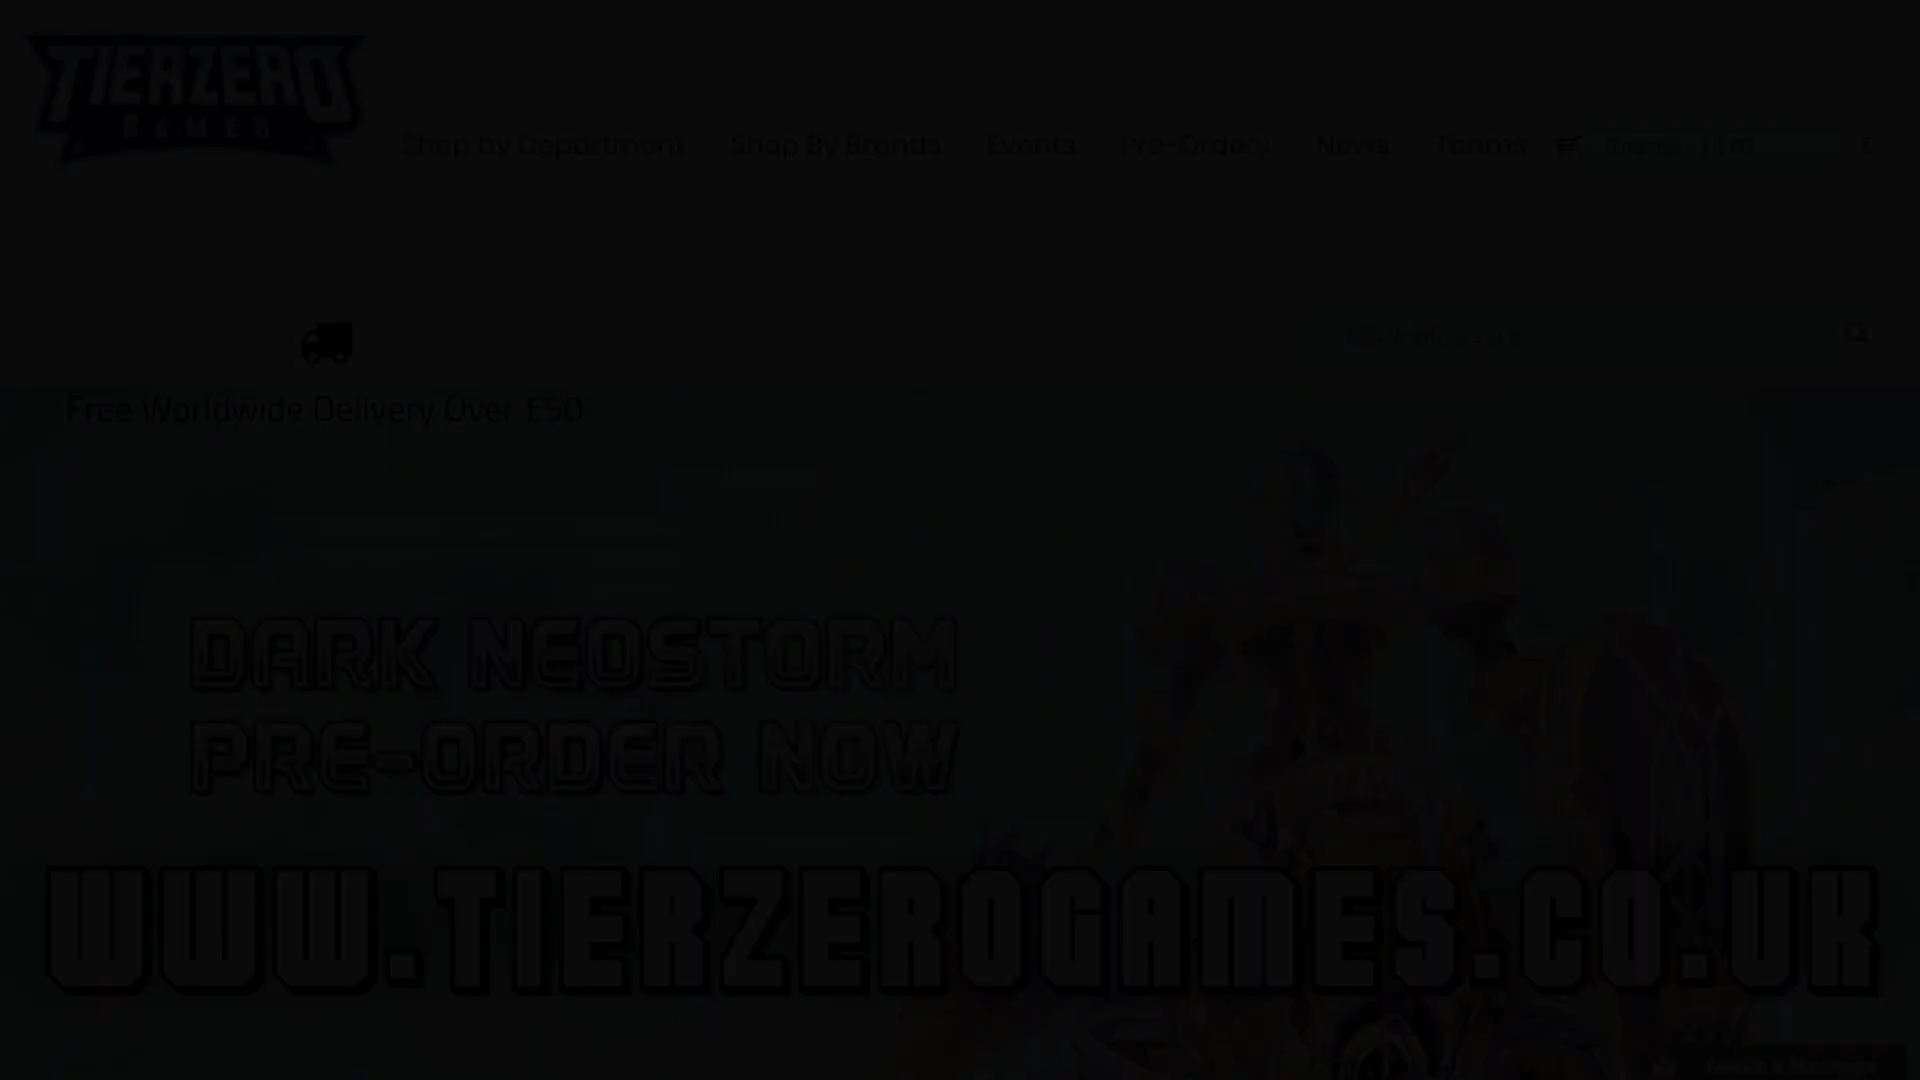 TIERZERO
GAMES
Shop by Department Shop By Brands Events Pre-Orders News Teams
Free Worldwide Delivery Over £50
DARK NEOSTORM
PRE-ORDER NOW
WWW.TIERZEROGAMES.CO.UK